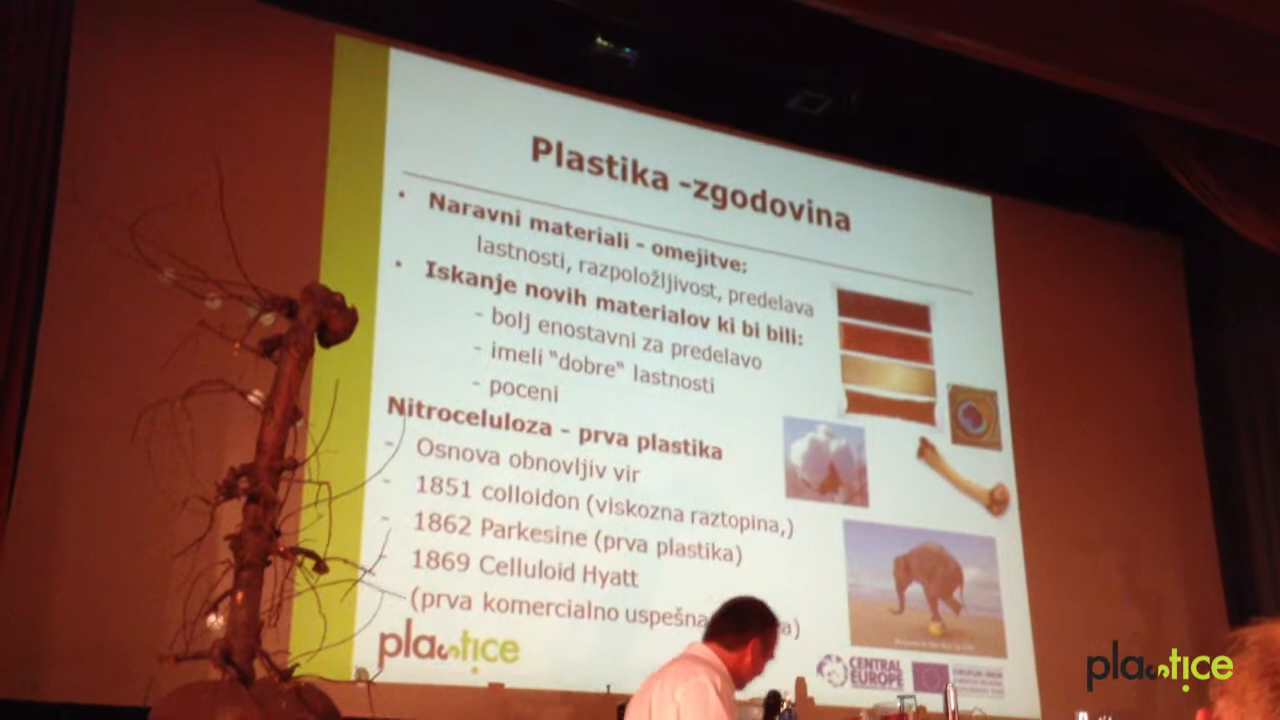 Plastika -zgodovina
• Naravni materiali - omejitve:
lastnosti, razpoložljivost, predelava
• Iskanje novih materialov ki bi bili:
- bolj enostavni za predelavo
- imeli "dobre" lastnosti
- poceni
Nitroceluloza - prva plastika
- Osnova obnovljiv vir
- 1851 colloidon (viskozna raztopina,)
- 1862 Parkesine (prva plastika)
- 1869 Celluloid Hyatt
(prva komercialno uspešna
plastice
CENTRAL
EUROPE
EUROPEAN UNION
plastice